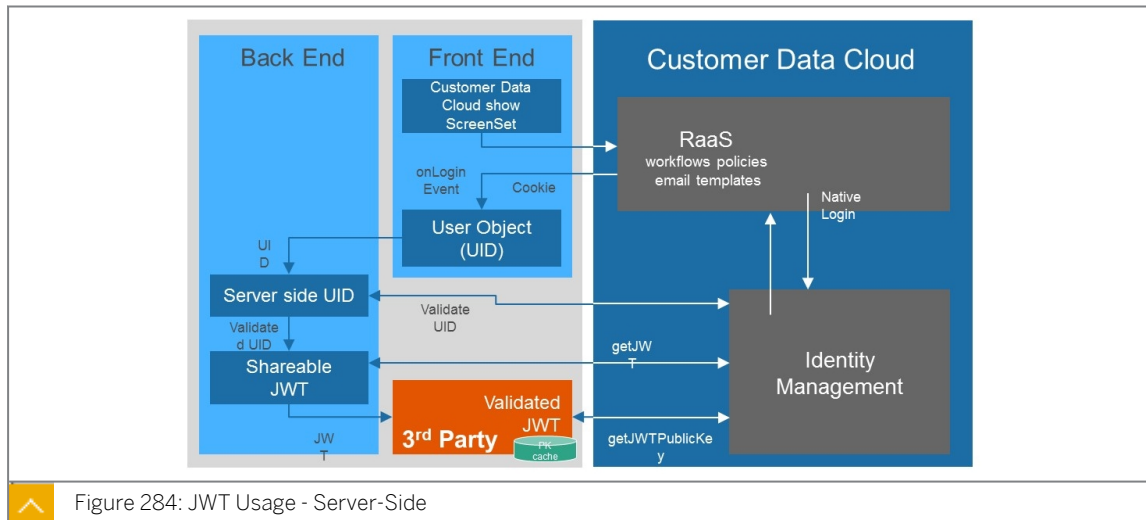 Back End
Front End
Customer Data Cloud
Customer Data
Cloud show
ScreenSet
RaaS
workflows policies
email templates
onLogin
Event
Cookie
Native
Login
User Object
(UID)
UI
D
Server side UID
Validate
UID
Validate
d UID
getJW
T
Shareable
JWT
Identity
Management
Validated
JWT
3rd Party
PK
cache
JW
T
getJWTPublicKe
y
Figure 284: JWT Usage - Server-Side